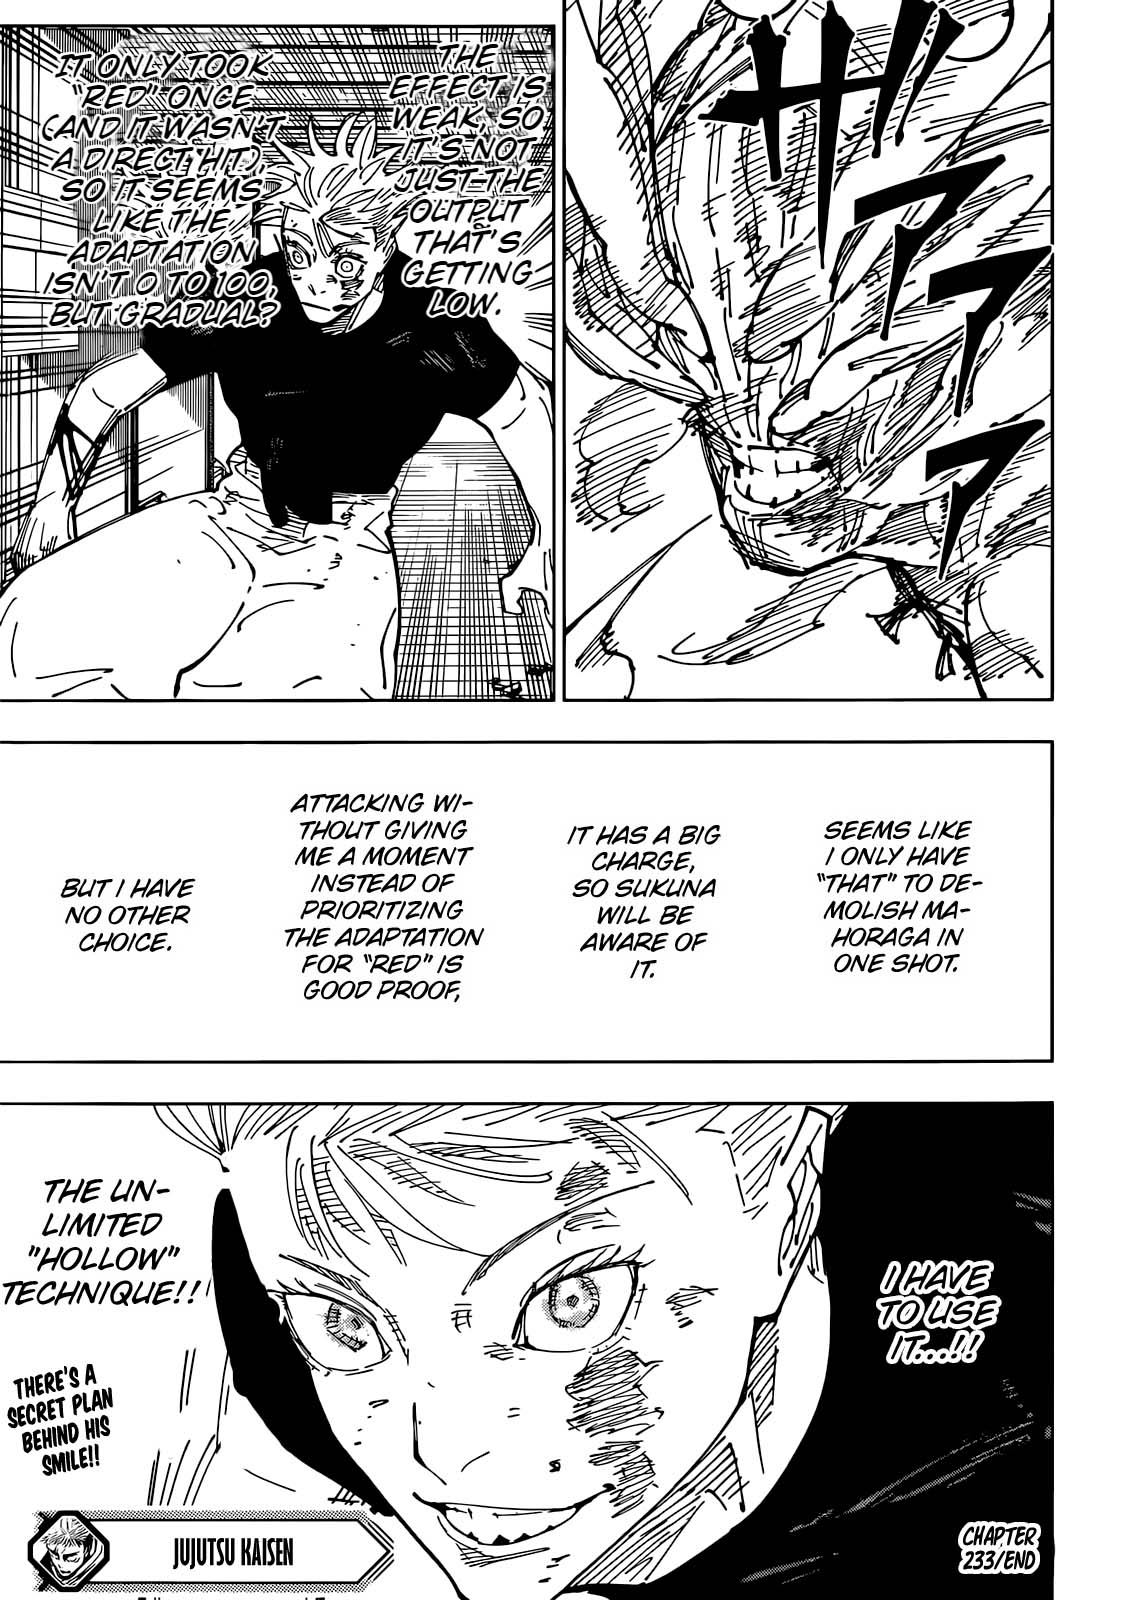 ザ
ァ
ァ
ァ
THE
EFFECT IS
WEAK, SO
IT'S NOT
JUST THE
OUTPUT
THAT'S
GETTING
LOW.
IT ONLY TOOK
"RED" ONCE
(AND IT WASN'T
A DIRECT HIT),
SO IT SEEMS
LIKE THE
ADAPTATION
ISN'T 0 TO 100,
BUT GRADUAL?
SEEMS LIKE
I ONLY HAVE
"THAT" TO DE-
MOLISH MA-
HORAGA IN
ONE SHOT.
IT HAS A BIG
CHARGE,
SO SUKUNA
WILL BE
AWARE OF
IT.
ATTACKING WI-
THOUT GIVING
ME A MOMENT
INSTEAD OF
PRIORITIZING
THE ADAPTATION
FOR "RED" IS
GOOD PROOF,
BUT I HAVE
NO OTHER
CHOICE.
I HAVE
TO USE
IT...!!
THE UN-
LIMITED
"HOLLOW"
TECHNIQUE!!
THERE'S A
SECRET PLAN
BEHIND HIS
SMILE!!
JUJUTSU KAISEN
CHAPTER
233/END